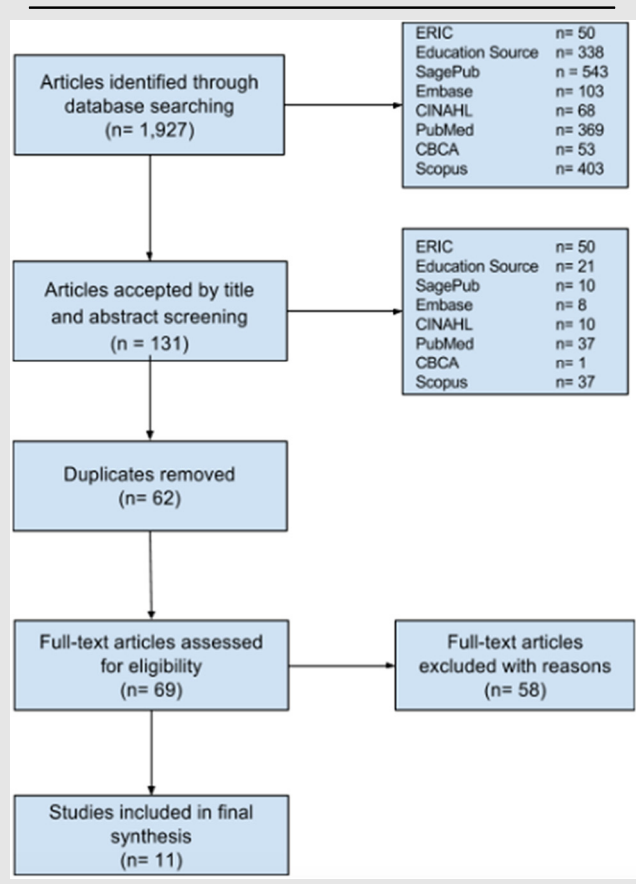 Articles identified through
database searching
(n= 1,927)
ERIC n= 50
Education Source n= 338
SagePub n = 543
Embase n= 103
CINAHL n= 68
PubMed n= 369
CBCA n= 53
Scopus n= 403
Articles accepted by title
and abstract screening
(n = 131)
ERIC n= 50
Education Source n= 21
SagePub n= 10
Embase n= 8
CINAHL n= 10
PubMed n= 37
CBCA n= 1
Scopus n= 37
Duplicates removed
(n= 62)
Full-text articles assessed
for eligibility
(n= 69)
Full-text articles
excluded with reasons
(n= 58)
Studies included in final
synthesis
(n= 11)